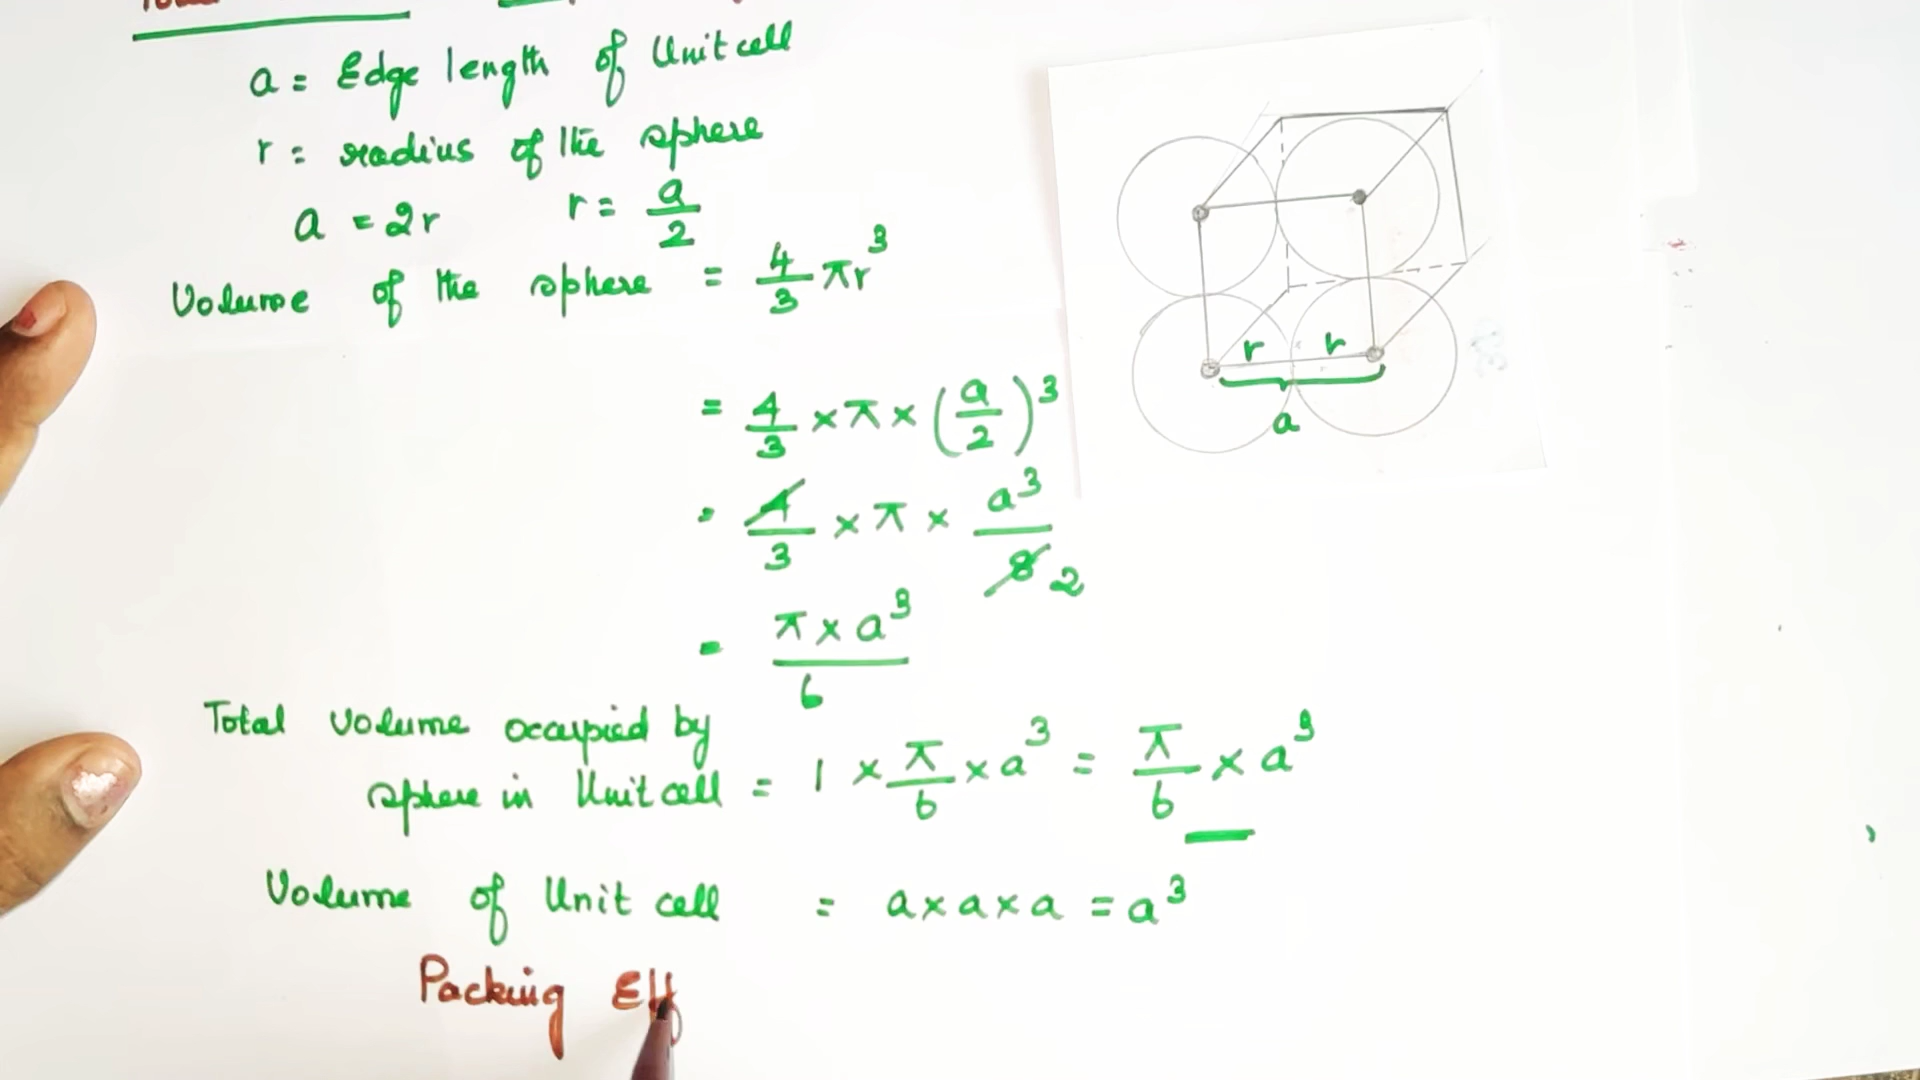 a = Edge length of Unit cell
r = radius of the sphere
a = 2r r = a/2
Volume of the sphere = 4/3 πr³
= 4/3 × π × (a/2)³
= 4/3 × π × a³/8 2
= π × a³/6
Total volume occupied by
sphere in Unit cell = 1 × π/6 × a³ = π/6 × a³
Volume of Unit cell = a × a × a = a³
Packing Eff
r r
a